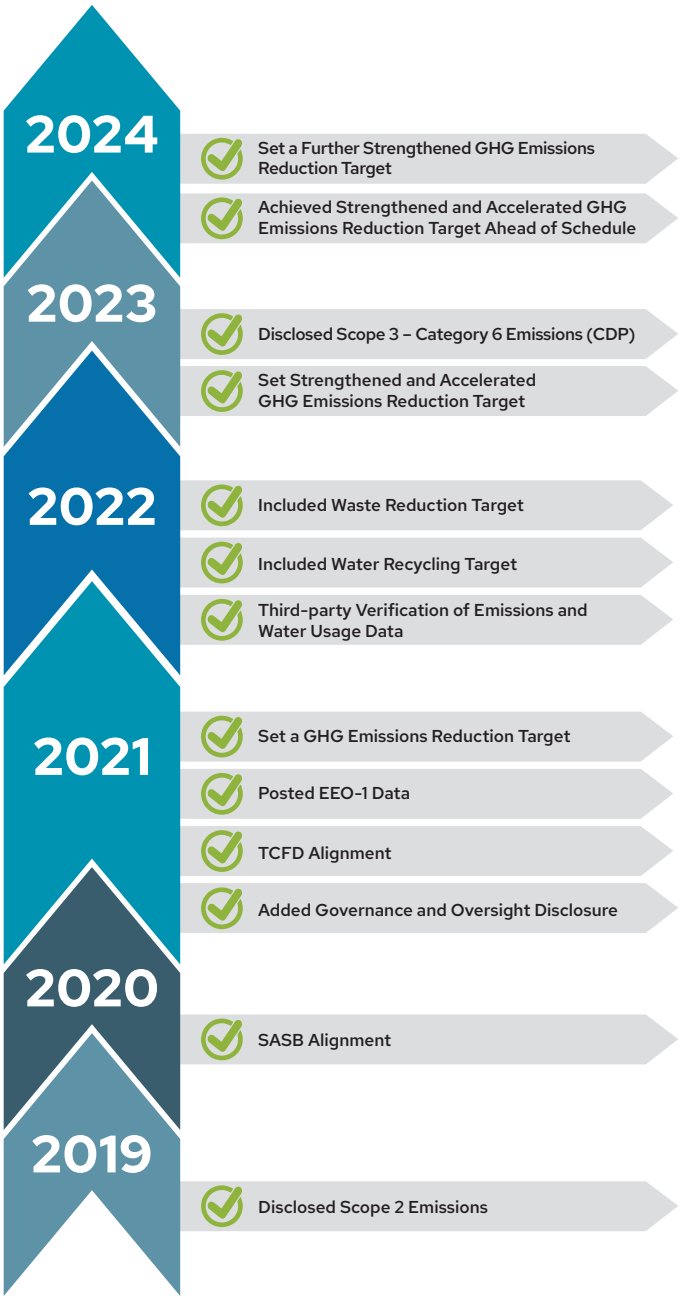 2024
Set a Further Strengthened GHG Emissions
Reduction Target
Achieved Strengthened and Accelerated GHG
Emissions Reduction Target Ahead of Schedule
2023
Disclosed Scope 3 – Category 6 Emissions (CDP)
Set Strengthened and Accelerated
GHG Emissions Reduction Target
2022
Included Waste Reduction Target
Included Water Recycling Target
Third-party Verification of Emissions and
Water Usage Data
2021
Set a GHG Emissions Reduction Target
Posted EEO-1 Data
TCFD Alignment
Added Governance and Oversight Disclosure
2020
SASB Alignment
2019
Disclosed Scope 2 Emissions